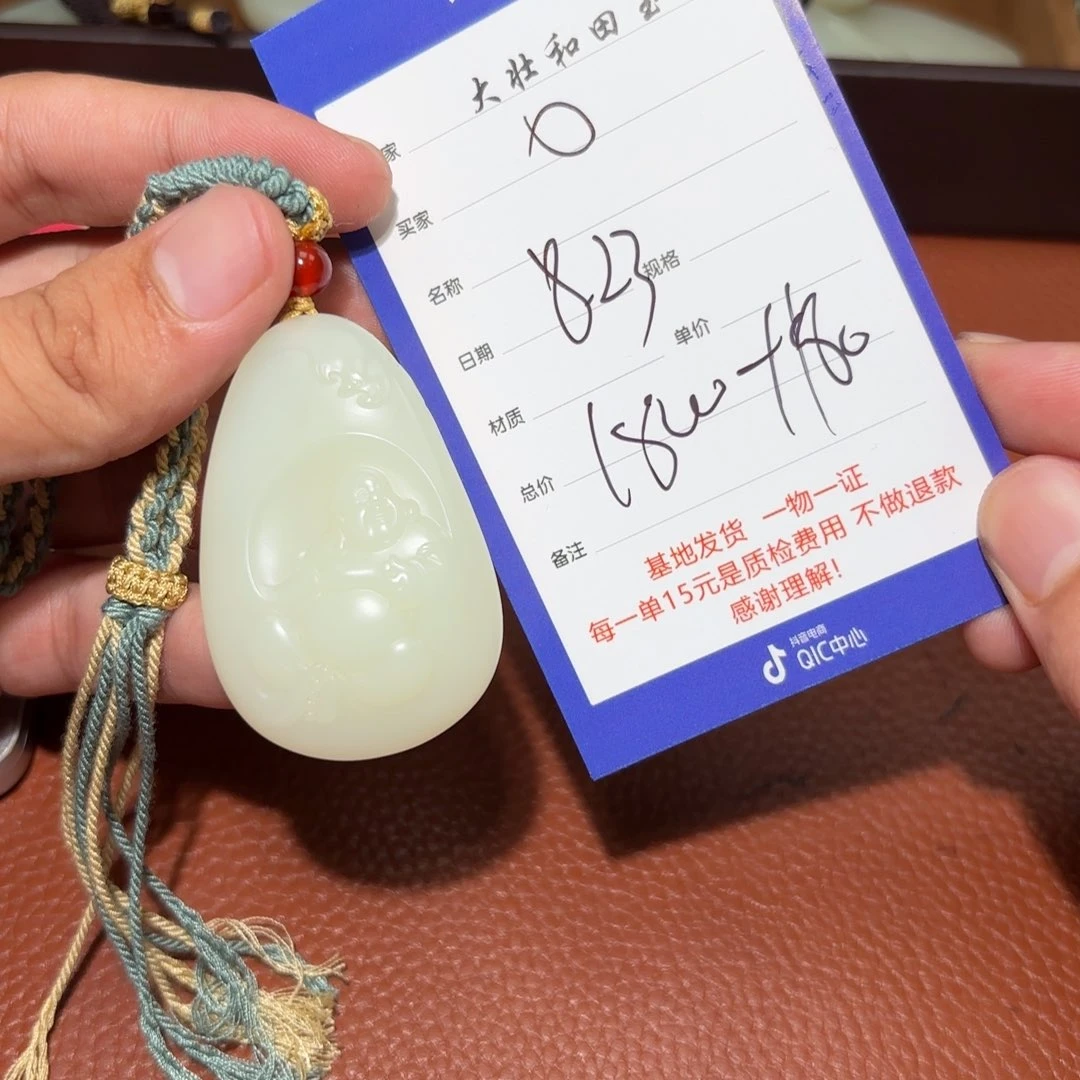 大壮和田玉
家
买家
名称
规格
日期 823
单价
材质
总价 1800
备注
基地发货 一物一证
每一单15元是质检费用 不做退款
感谢理解!
抖音电商
QIC中心